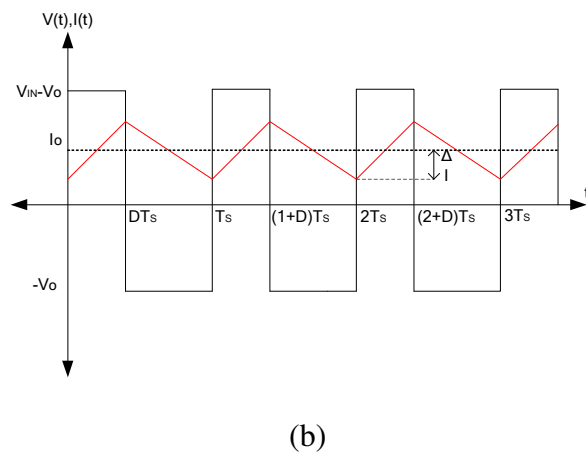 V(t),I(t)
VIN-Vo
Io
Δ
I
t
DTs
Ts
(1+D)Ts
2Ts
(2+D)Ts
3Ts
-Vo
(b)